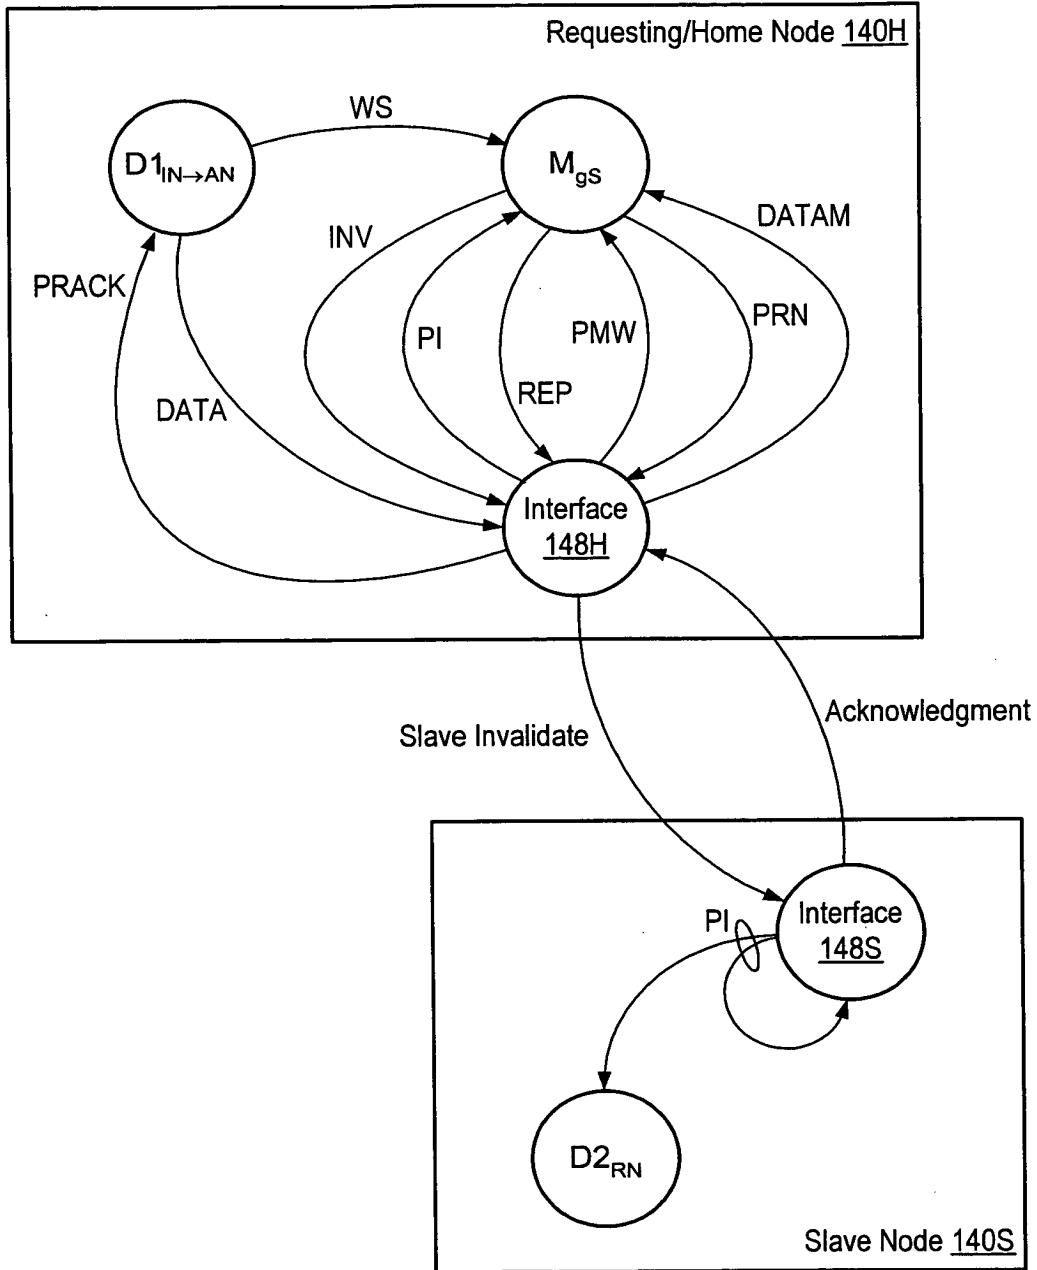 Requesting/Home Node 140H
WS
D1IN→AN
MgS
DATAM
INV
PRACK
PRN
PMW
PI
REP
DATA
Interface
148H
Acknowledgment
Slave Invalidate
PI
Interface
148S
D2RN
Slave Node 140S